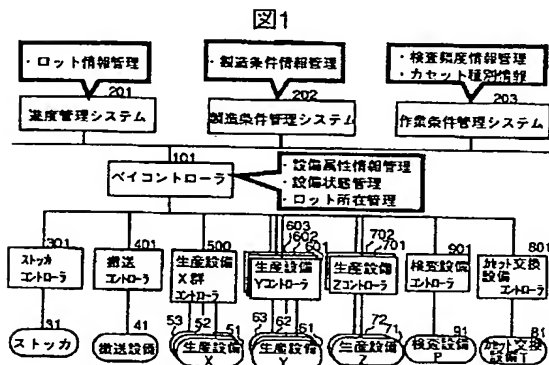 図1
・ロット情報管理
・製造条件情報管理
・検査頻度情報管理
・カセット種別情報
201
202
203
進度管理システム
製造条件管理システム
作業条件管理システム
101
ベイコントローラ
・設備属性情報管理
・設備状態管理
・ロット所在管理
301
401
500
603
602
601
702
701
901
801
ストッカ
コントローラ
搬送
コントローラ
生産設備
X群
コントローラ
生産設備
Yコントローラ
生産設備
Zコントローラ
検査設備
コントローラ
カセット交換
設備
コントローラ
31
41
53
52
51
63
62
61
72
71
91
81
ストッカ
搬送設備
生産設備
X
生産設備
Y
生産設備
Z
検査設備
P
カセット交換
設備T